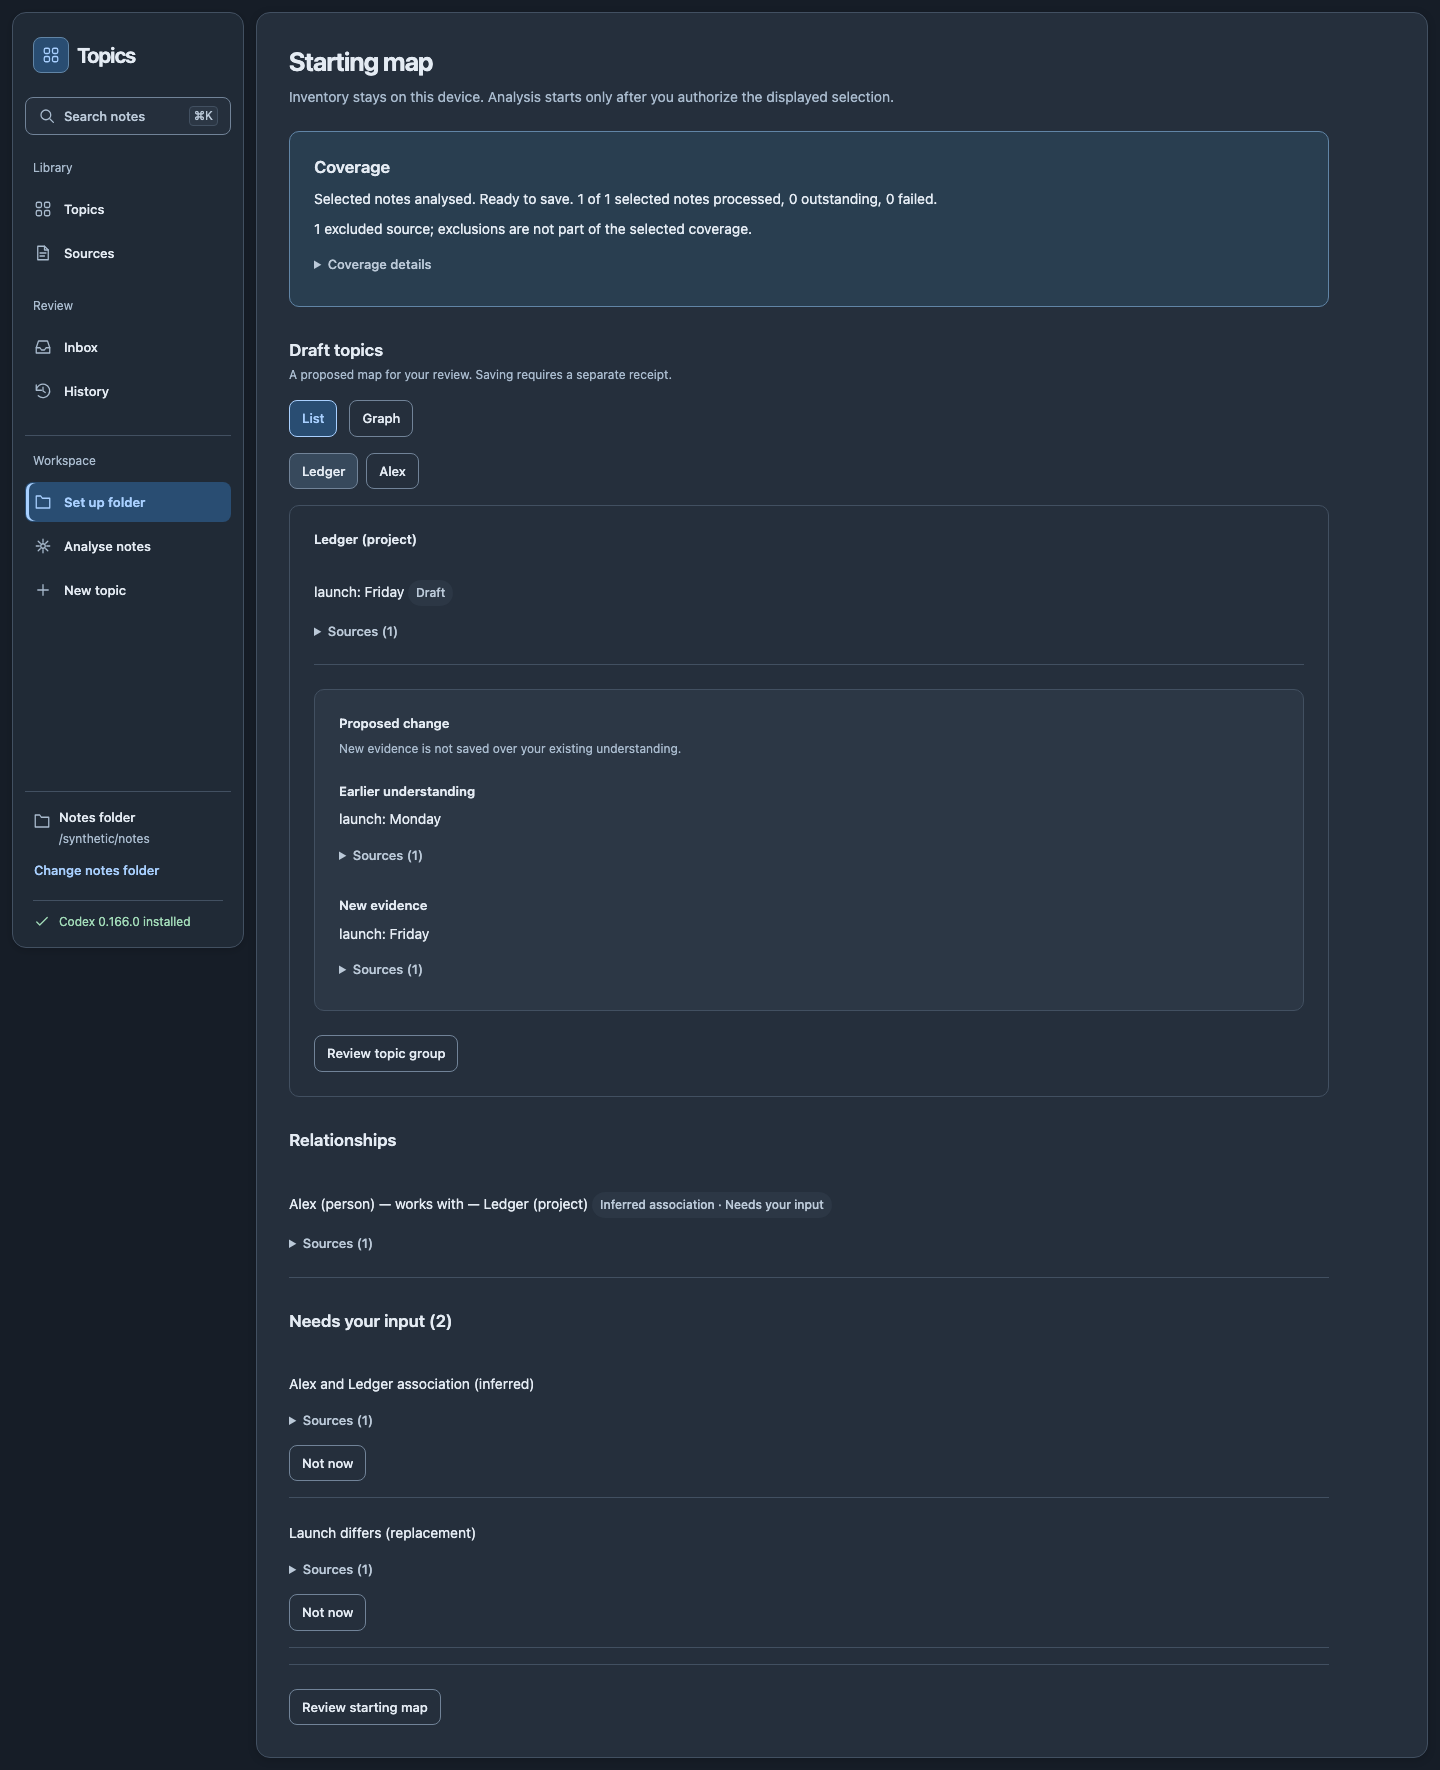 Topics
Search notes ⌘K
Library
Topics
Sources
Review
Inbox
History
Workspace
Set up folder
Analyse notes
New topic
Notes folder
/synthetic/notes
Change notes folder
Codex 0.166.0 installed
Starting map
Inventory stays on this device. Analysis starts only after you authorize the displayed selection.
Coverage
Selected notes analysed. Ready to save. 1 of 1 selected notes processed, 0 outstanding, 0 failed.
1 excluded source; exclusions are not part of the selected coverage.
Coverage details
Draft topics
A proposed map for your review. Saving requires a separate receipt.
List Graph
Ledger Alex
Ledger (project)
launch: Friday Draft
Sources (1)
Proposed change
New evidence is not saved over your existing understanding.
Earlier understanding
launch: Monday
Sources (1)
New evidence
launch: Friday
Sources (1)
Review topic group
Relationships
Alex (person) — works with — Ledger (project) Inferred association · Needs your input
Sources (1)
Needs your input (2)
Alex and Ledger association (inferred)
Sources (1)
Not now
Launch differs (replacement)
Sources (1)
Not now
Review starting map